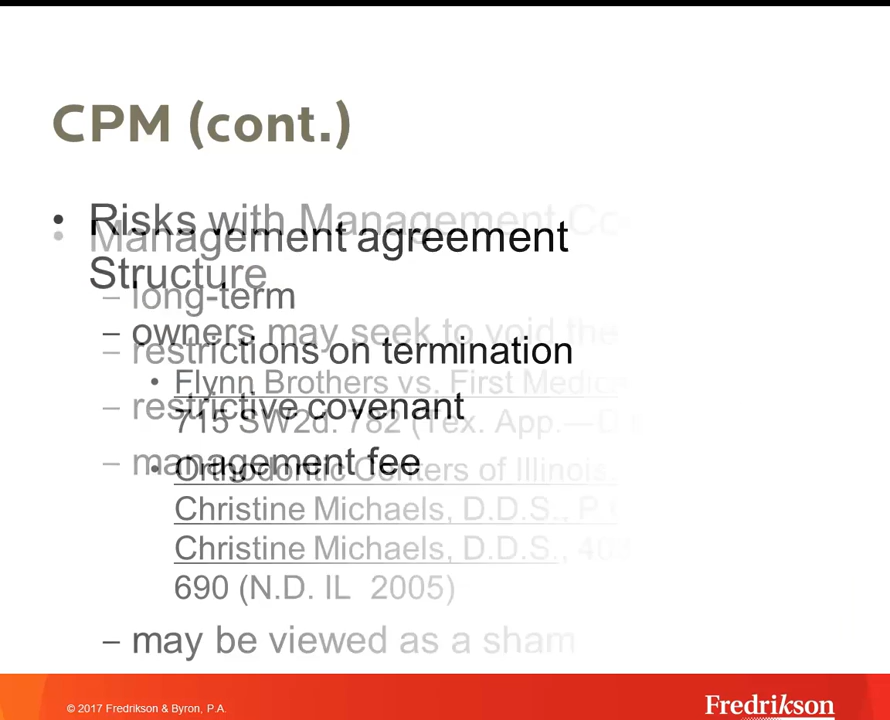 CPM (cont.)
• Risks with Management Co
Structure
– owners may seek to void the
• Flynn Brothers vs. First Medica
715 SW2d. 782 (Tex. App.—D
• Orthodontic Centers of Illinois,
Christine Michaels, D.D.S., P
Christine Michaels, D.D.S.,
690 (N.D. IL 2005)
– may be viewed as a sham
• Management agreement
– long-term
– restrictions on termination
– restrictive covenant
– management fee
© 2017 Fredrikson & Byron, P.A.
Fredrikson